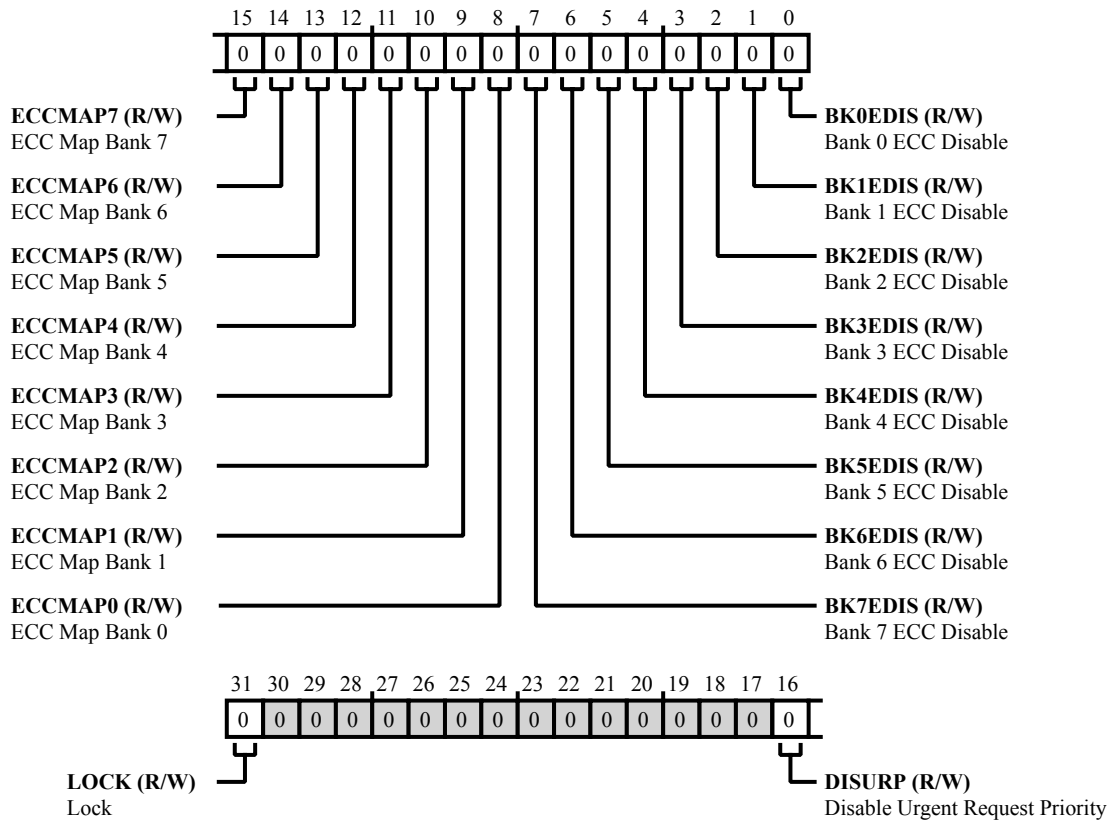 15 14 13 12 11 10 9 8 7 6 5 4 3 2 1 0
0 0 0 0 0 0 0 0 0 0 0 0 0 0 0 0
ECCMAP7 (R/W)
ECC Map Bank 7
BK0EDIS (R/W)
Bank 0 ECC Disable
ECCMAP6 (R/W)
ECC Map Bank 6
BK1EDIS (R/W)
Bank 1 ECC Disable
ECCMAP5 (R/W)
ECC Map Bank 5
BK2EDIS (R/W)
Bank 2 ECC Disable
ECCMAP4 (R/W)
ECC Map Bank 4
BK3EDIS (R/W)
Bank 3 ECC Disable
ECCMAP3 (R/W)
ECC Map Bank 3
BK4EDIS (R/W)
Bank 4 ECC Disable
ECCMAP2 (R/W)
ECC Map Bank 2
BK5EDIS (R/W)
Bank 5 ECC Disable
ECCMAP1 (R/W)
ECC Map Bank 1
BK6EDIS (R/W)
Bank 6 ECC Disable
ECCMAP0 (R/W)
ECC Map Bank 0
BK7EDIS (R/W)
Bank 7 ECC Disable
31 30 29 28 27 26 25 24 23 22 21 20 19 18 17 16
0 0 0 0 0 0 0 0 0 0 0 0 0 0 0 0
LOCK (R/W)
Lock
DISURP (R/W)
Disable Urgent Request Priority